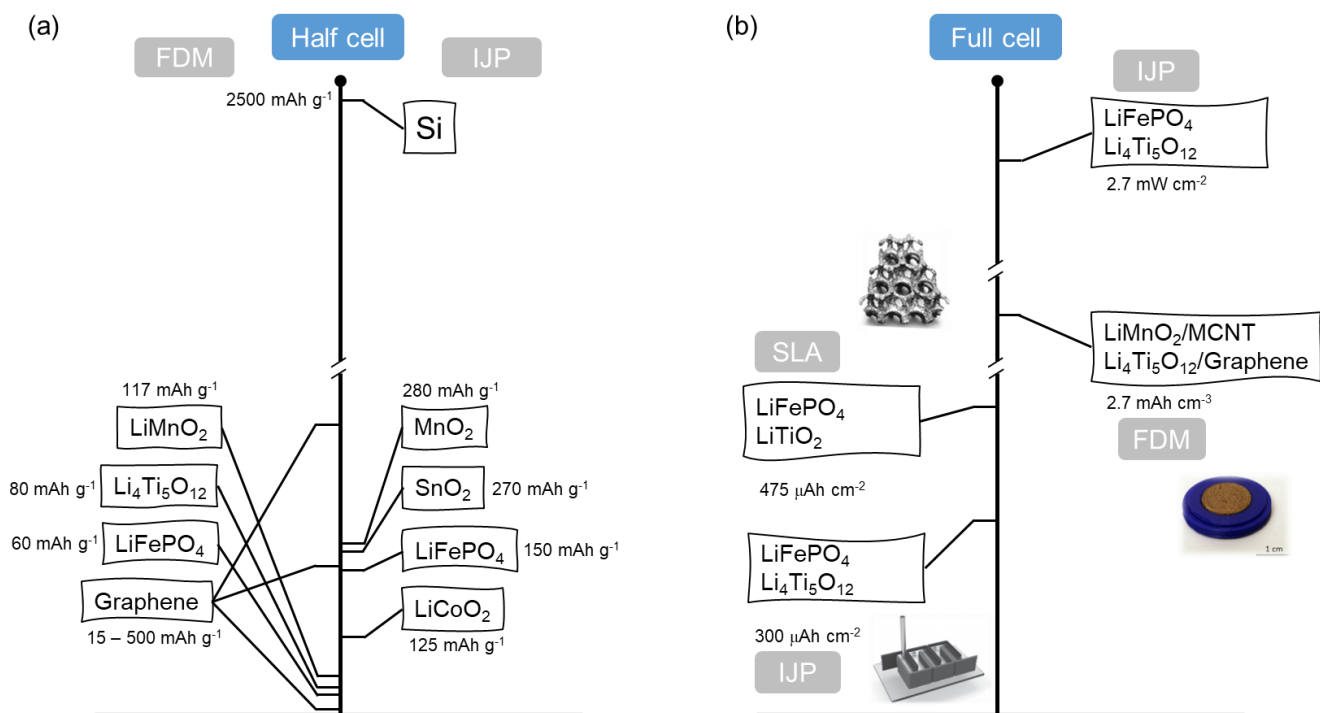 (a)
Half cell
FDM
IJP
2500 mAh g⁻¹
Si
117 mAh g⁻¹
LiMnO₂
80 mAh g⁻¹
Li₄Ti₅O₁₂
60 mAh g⁻¹
LiFePO₄
Graphene
15 – 500 mAh g⁻¹
280 mAh g⁻¹
MnO₂
SnO₂
270 mAh g⁻¹
LiFePO₄
150 mAh g⁻¹
LiCoO₂
125 mAh g⁻¹
(b)
Full cell
IJP
LiFePO₄
Li₄Ti₅O₁₂
2.7 mW cm⁻²
SLA
LiFePO₄
LiTiO₂
475 μAh cm⁻²
LiFePO₄
Li₄Ti₅O₁₂
300 μAh cm⁻²
IJP
LiMnO₂/MCNT
Li₄Ti₅O₁₂/Graphene
2.7 mAh cm⁻³
FDM
1 cm